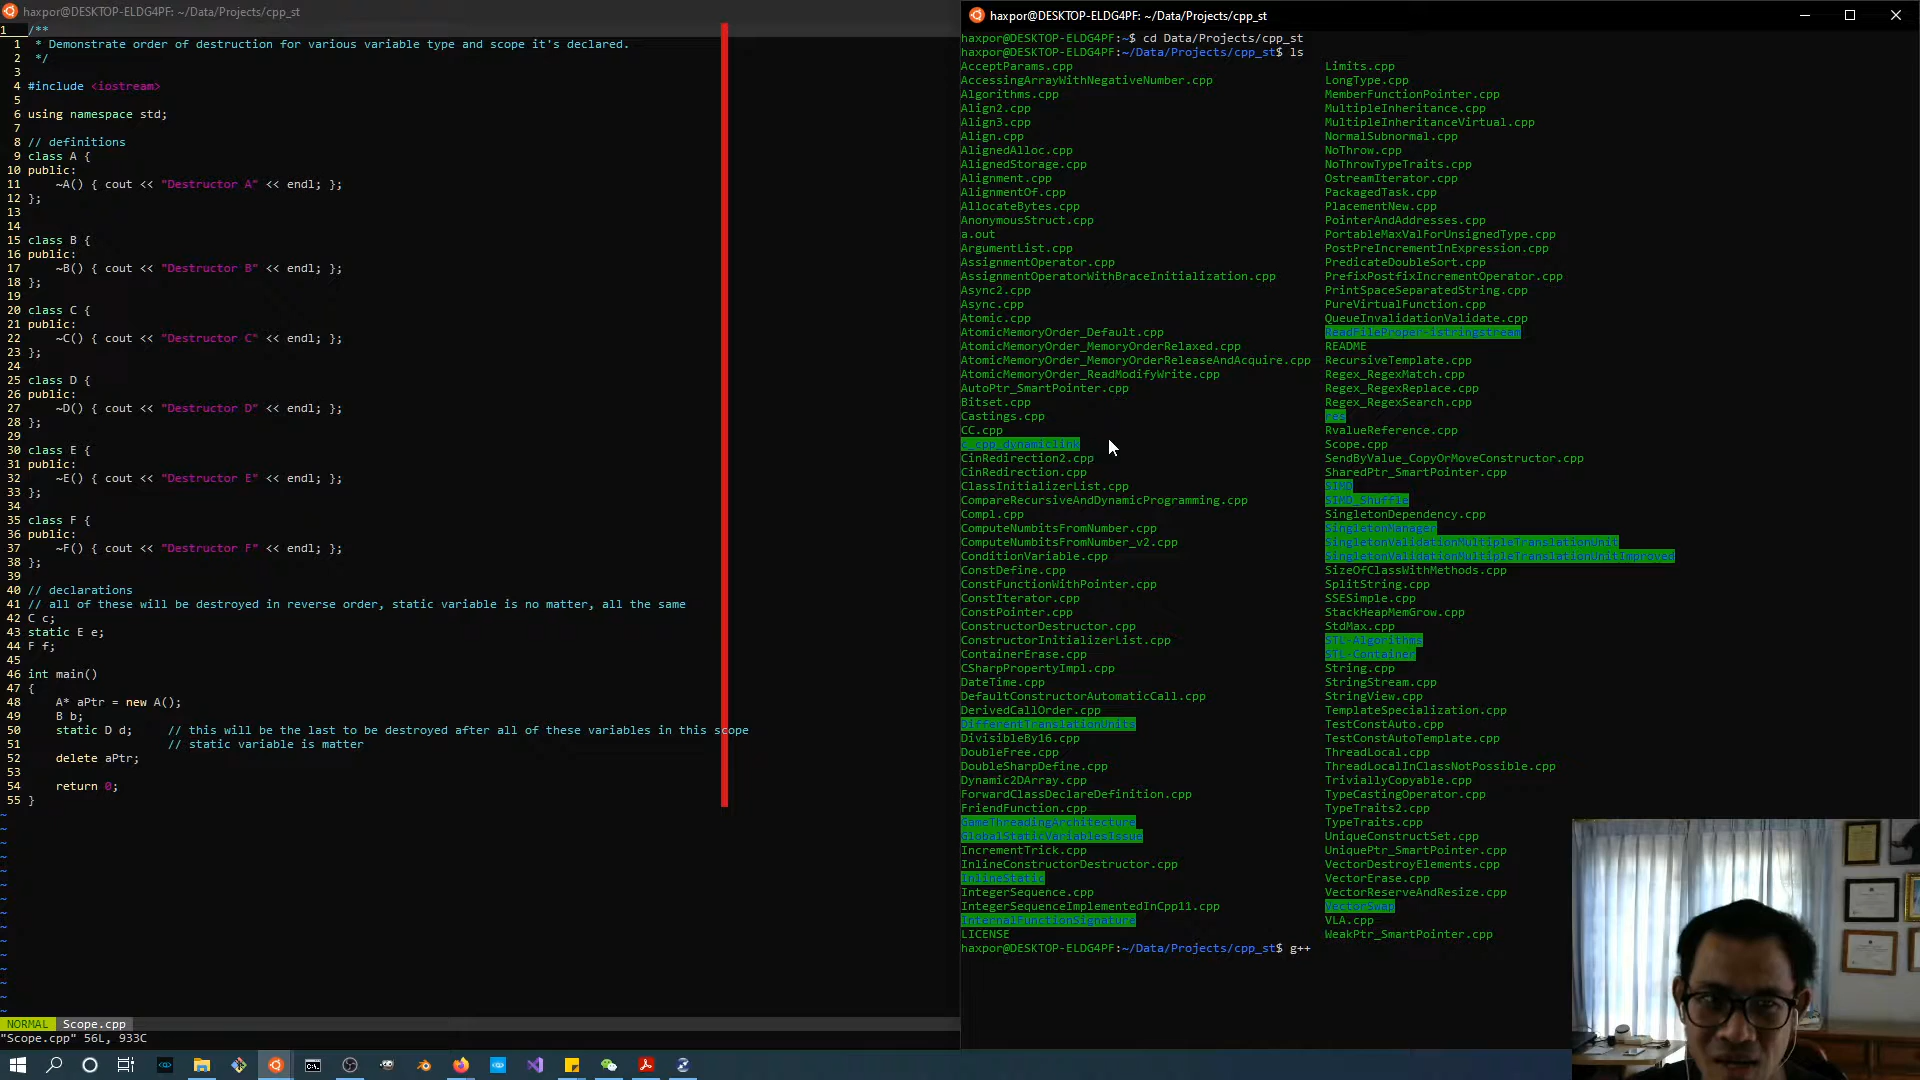 haxpor@DESKTOP-ELDG4PF: ~/Data/Projects/cpp_st
1 /**
1 * Demonstrate order of destruction for various variable type and scope it's declared.
2 */
3
4 #include <iostream>
5
6 using namespace std;
7
8 // definitions
9 class A {
10 public:
11 ~A() { cout << "Destructor A" << endl; };
12 };
13
14
15 class B {
16 public:
17 ~B() { cout << "Destructor B" << endl; };
18 };
19
20 class C {
21 public:
22 ~C() { cout << "Destructor C" << endl; };
23 };
24
25 class D {
26 public:
27 ~D() { cout << "Destructor D" << endl; };
28 };
29
30 class E {
31 public:
32 ~E() { cout << "Destructor E" << endl; };
33 };
34
35 class F {
36 public:
37 ~F() { cout << "Destructor F" << endl; };
38 };
39
40 // declarations
41 // all of these will be destroyed in reverse order, static variable is no matter, all the same
42 C c;
43 static E e;
44 F f;
45
46 int main()
47 {
48 A* aPtr = new A();
49 B b;
50 static D d; // this will be the last to be destroyed after all of these variables in this scope
51 // static variable is matter
52 delete aPtr;
53
54 return 0;
55 }
NORMAL Scope.cpp
"Scope.cpp" 56L, 933C
haxpor@DESKTOP-ELDG4PF: ~/Data/Projects/cpp_st
haxpor@DESKTOP-ELDG4PF:~$ cd Data/Projects/cpp_st
haxpor@DESKTOP-ELDG4PF:~/Data/Projects/cpp_st$ ls
AcceptParams.cpp Limits.cpp
AccessingArrayWithNegativeNumber.cpp LongType.cpp
Algorithms.cpp MemberFunctionPointer.cpp
Align2.cpp MultipleInheritance.cpp
Align3.cpp MultipleInheritanceVirtual.cpp
Align.cpp NormalSubnormal.cpp
AlignedAlloc.cpp NoThrow.cpp
AlignedStorage.cpp NoThrowTypeTraits.cpp
Alignment.cpp OstreamIterator.cpp
AlignmentOf.cpp PackagedTask.cpp
AllocateBytes.cpp PlacementNew.cpp
AnonymousStruct.cpp PointerAndAddresses.cpp
a.out PortableMaxValForUnsignedType.cpp
ArgumentList.cpp PostPreIncrementInExpression.cpp
AssignmentOperator.cpp PredicateDoubleSort.cpp
AssignmentOperatorWithBraceInitialization.cpp PrefixPostfixIncrementOperator.cpp
Async2.cpp PrintSpaceSeparatedString.cpp
Async.cpp PureVirtualFunction.cpp
Atomic.cpp QueueInvalidationValidate.cpp
AtomicMemoryOrder_Default.cpp ReadFileProper-istringstream
AtomicMemoryOrder_MemoryOrderRelaxed.cpp README
AtomicMemoryOrder_MemoryOrderReleaseAndAcquire.cpp RecursiveTemplate.cpp
AtomicMemoryOrder_ReadModifyWrite.cpp Regex_RegexMatch.cpp
AutoPtr_SmartPointer.cpp Regex_RegexReplace.cpp
Bitset.cpp Regex_RegexSearch.cpp
Castings.cpp res
CC.cpp RvalueReference.cpp
c_cpp_dynamiclink Scope.cpp
CinRedirection2.cpp SendByValue_CopyOrMoveConstructor.cpp
CinRedirection.cpp SharedPtr_SmartPointer.cpp
ClassInitializerList.cpp SIMD
CompareRecursiveAndDynamicProgramming.cpp SIMD_Shuffle
Compl.cpp SingletonDependency.cpp
ComputeNumbitsFromNumber.cpp SingletonManager
ComputeNumbitsFromNumber_v2.cpp SingletonValidationMultipleTranslationUnit
ConditionVariable.cpp SingletonValidationMultipleTranslationUnitImproved
ConstDefine.cpp SizeOfClassWithMethods.cpp
ConstFunctionWithPointer.cpp SplitString.cpp
ConstIterator.cpp SSESimple.cpp
ConstPointer.cpp StackHeapMemGrow.cpp
ConstructorDestructor.cpp StdMax.cpp
ConstructorInitializerList.cpp STL-Algorithms
ContainerErase.cpp STL-Container
CSharpPropertyImpl.cpp String.cpp
DateTime.cpp StringStream.cpp
DefaultConstructorAutomaticCall.cpp StringView.cpp
DerivedCallOrder.cpp TemplateSpecialization.cpp
DifferentTranslationUnits TestConstAuto.cpp
DivisibleBy16.cpp TestConstAutoTemplate.cpp
DoubleFree.cpp ThreadLocal.cpp
DoubleSharpDefine.cpp ThreadLocalInClassNotPossible.cpp
Dynamic2DArray.cpp TriviallyCopyable.cpp
ForwardClassDeclareDefinition.cpp TypeCastingOperator.cpp
FriendFunction.cpp TypeTraits2.cpp
GameThreadingArchitecture TypeTraits.cpp
GlobalStaticVariablesIssue UniqueConstructSet.cpp
IncrementTrick.cpp UniquePtr_SmartPointer.cpp
InlineConstructorDestructor.cpp VectorDestroyElements.cpp
InlineStatic VectorErase.cpp
IntegerSequence.cpp VectorReserveAndResize.cpp
IntegerSequenceImplementedInCpp11.cpp VectorSwap
InternalFunctionSignature VLA.cpp
LICENSE WeakPtr_SmartPointer.cpp
haxpor@DESKTOP-ELDG4PF:~/Data/Projects/cpp_st$ g++